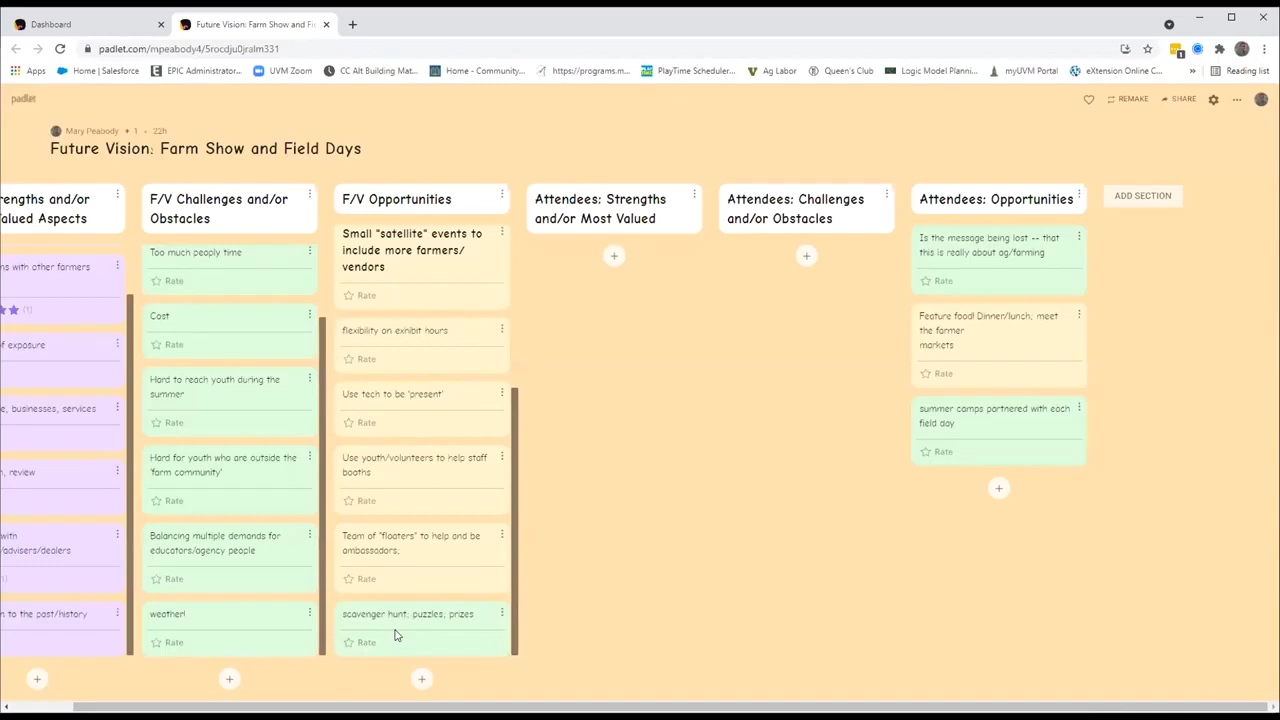 Dashboard
Future Vision: Farm Show and Fi
padlet.com/mpeabody4/5rocdju0jralm331
Apps
Home | Salesforce
EPIC Administrator...
UVM Zoom
CC Alt Building Mat...
Home - Community...
https://programs.m...
PlayTime Scheduler...
Ag Labor
Queen's Club
Logic Model Planni...
myUVM Portal
eXtension Online C...
»
Reading list
padlet
REMAKE
SHARE
Mary Peabody + 1 • 22h
Future Vision: Farm Show and Field Days
rengths and/or
alued Aspects
ns with other farmers
(1)
of exposure
e, businesses, services
n, review
with
/advisers/dealers
1)
n to the past/history
F/V Challenges and/or
Obstacles
Too much peoply time
Rate
Cost
Rate
Hard to reach youth during the
summer
Rate
Hard for youth who are outside the
'farm community'
Rate
Balancing multiple demands for
educators/agency people
Rate
weather!
Rate
F/V Opportunities
Small "satellite" events to
include more farmers/
vendors
Rate
flexibility on exhibit hours
Rate
Use tech to be 'present'
Rate
Use youth/volunteers to help staff
booths
Rate
Team of "floaters" to help and be
ambassadors;
Rate
scavenger hunt; puzzles; prizes
Rate
Attendees: Strengths
and/or Most Valued
Attendees: Challenges
and/or Obstacles
Attendees: Opportunities
Is the message being lost -- that
this is really about ag/farming
Rate
Feature food! Dinner/lunch; meet
the farmer
markets
Rate
summer camps partnered with each
field day
Rate
ADD SECTION